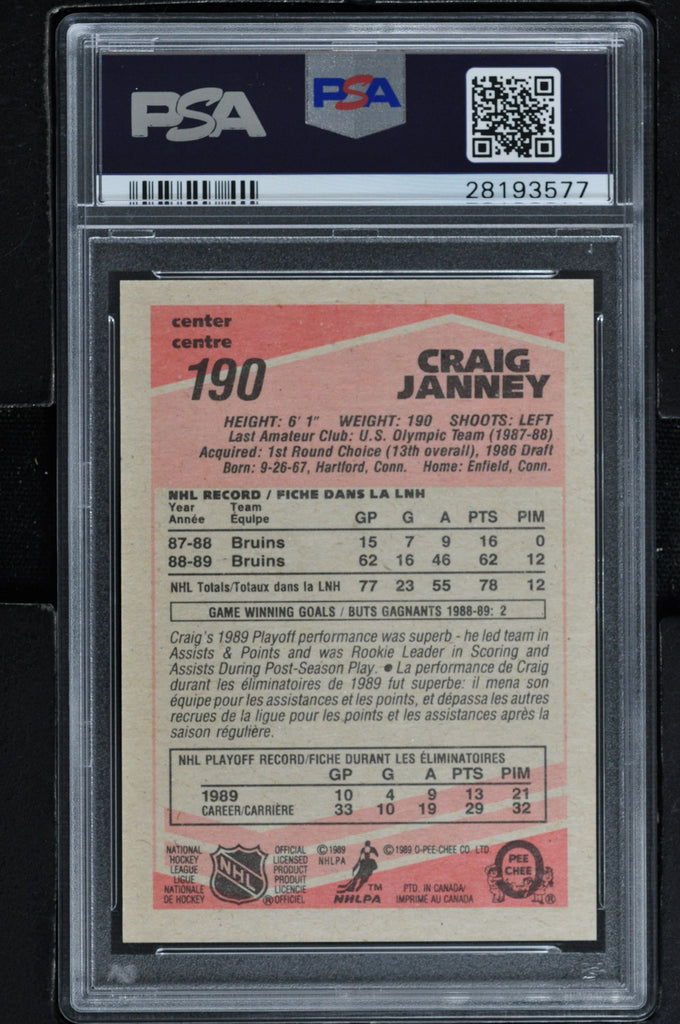 PSA
PSA
28193577
center
centre
190
CRAIG
JANNEY
HEIGHT: 6' 1" WEIGHT: 190 SHOOTS: LEFT
Last Amateur Club: U.S. Olympic Team (1987-88)
Acquired: 1st Round Choice (13th overall), 1986 Draft
Born: 9-26-67, Hartford, Conn. Home: Enfield, Conn.
NHL RECORD / FICHE DANS LA LNH
Year Team
Année Équipe GP G A PTS PIM
87-88 Bruins 15 7 9 16 0
88-89 Bruins 62 16 46 62 12
NHL Totals/Totaux dans la LNH 77 23 55 78 12
GAME WINNING GOALS / BUTS GAGNANTS 1988-89: 2
Craig's 1989 Playoff performance was superb - he led team in
Assists & Points and was Rookie Leader in Scoring and
Assists During Post-Season Play. ● La performance de Craig
durant les éliminatoires de 1989 fut superbe: il mena son
équipe pour les assistances et les points, et dépassa les autres
recrues de la ligue pour les points et les assistances après la
saison régulière.
NHL PLAYOFF RECORD/FICHE DURANT LES ÉLIMINATOIRES
GP G A PTS PIM
1989 10 4 9 13 21
CAREER/CARRIÈRE 33 10 19 29 32
NATIONAL
HOCKEY
LEAGUE
LIGUE
NATIONALE
DE HOCKEY
NHL
®
OFFICIAL
LICENSED
PRODUCT
PRODUIT
LICENCIE
OFFICIEL
©1989
NHLPA
™
NHLPA
©1989 O-PEE-CHEE CO. LTD.
PTD. IN CANADA/
IMPRIME AU CANADA
PEE
CHEE
®